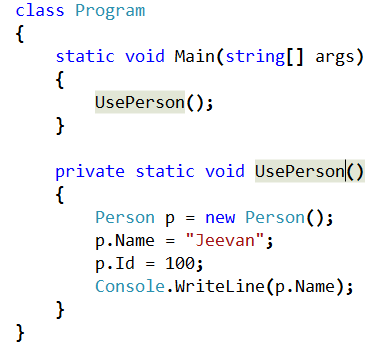 class Program
{
    static void Main(string[] args)
    {
        UsePerson();
    }

    private static void UsePerson()
    {
        Person p = new Person();
        p.Name = "Jeevan";
        p.Id = 100;
        Console.WriteLine(p.Name);
    }
}